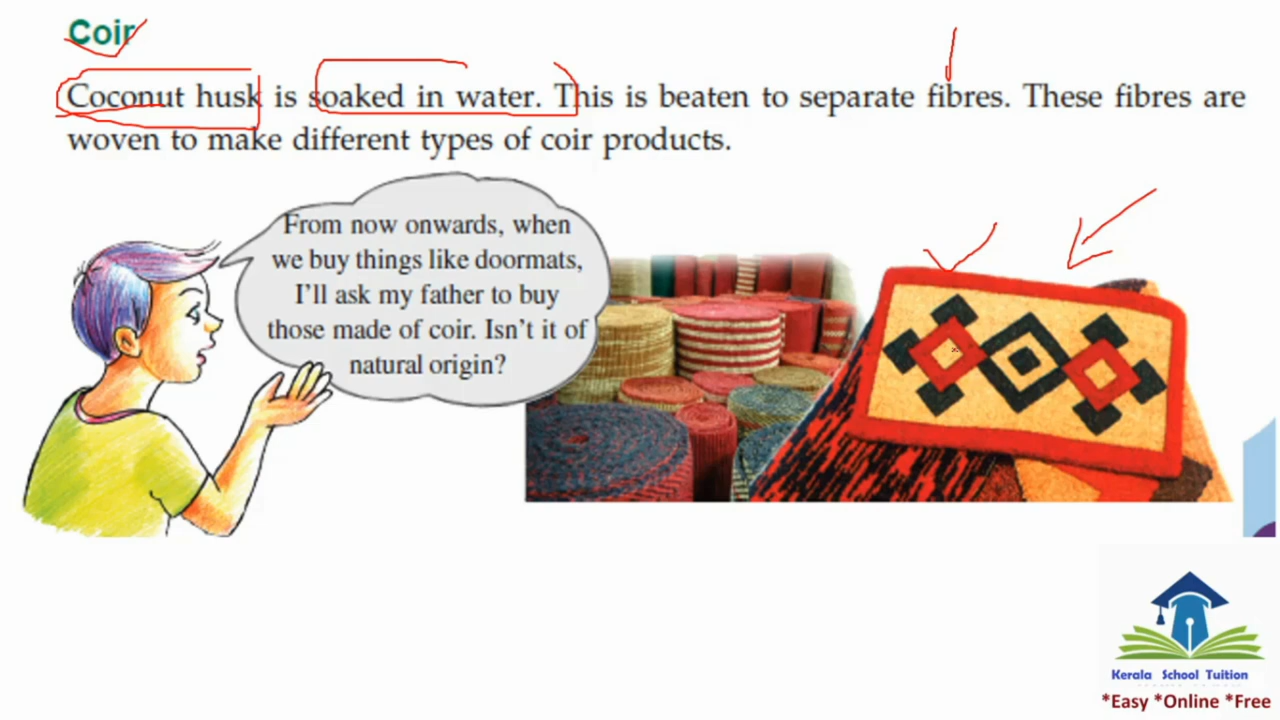 Coir
Coconut husk is soaked in water. This is beaten to separate fibres. These fibres are
woven to make different types of coir products.
From now onwards, when
we buy things like doormats,
I'll ask my father to buy
those made of coir. Isn't it of
natural origin?
Kerala School Tuition
*Easy *Online *Free